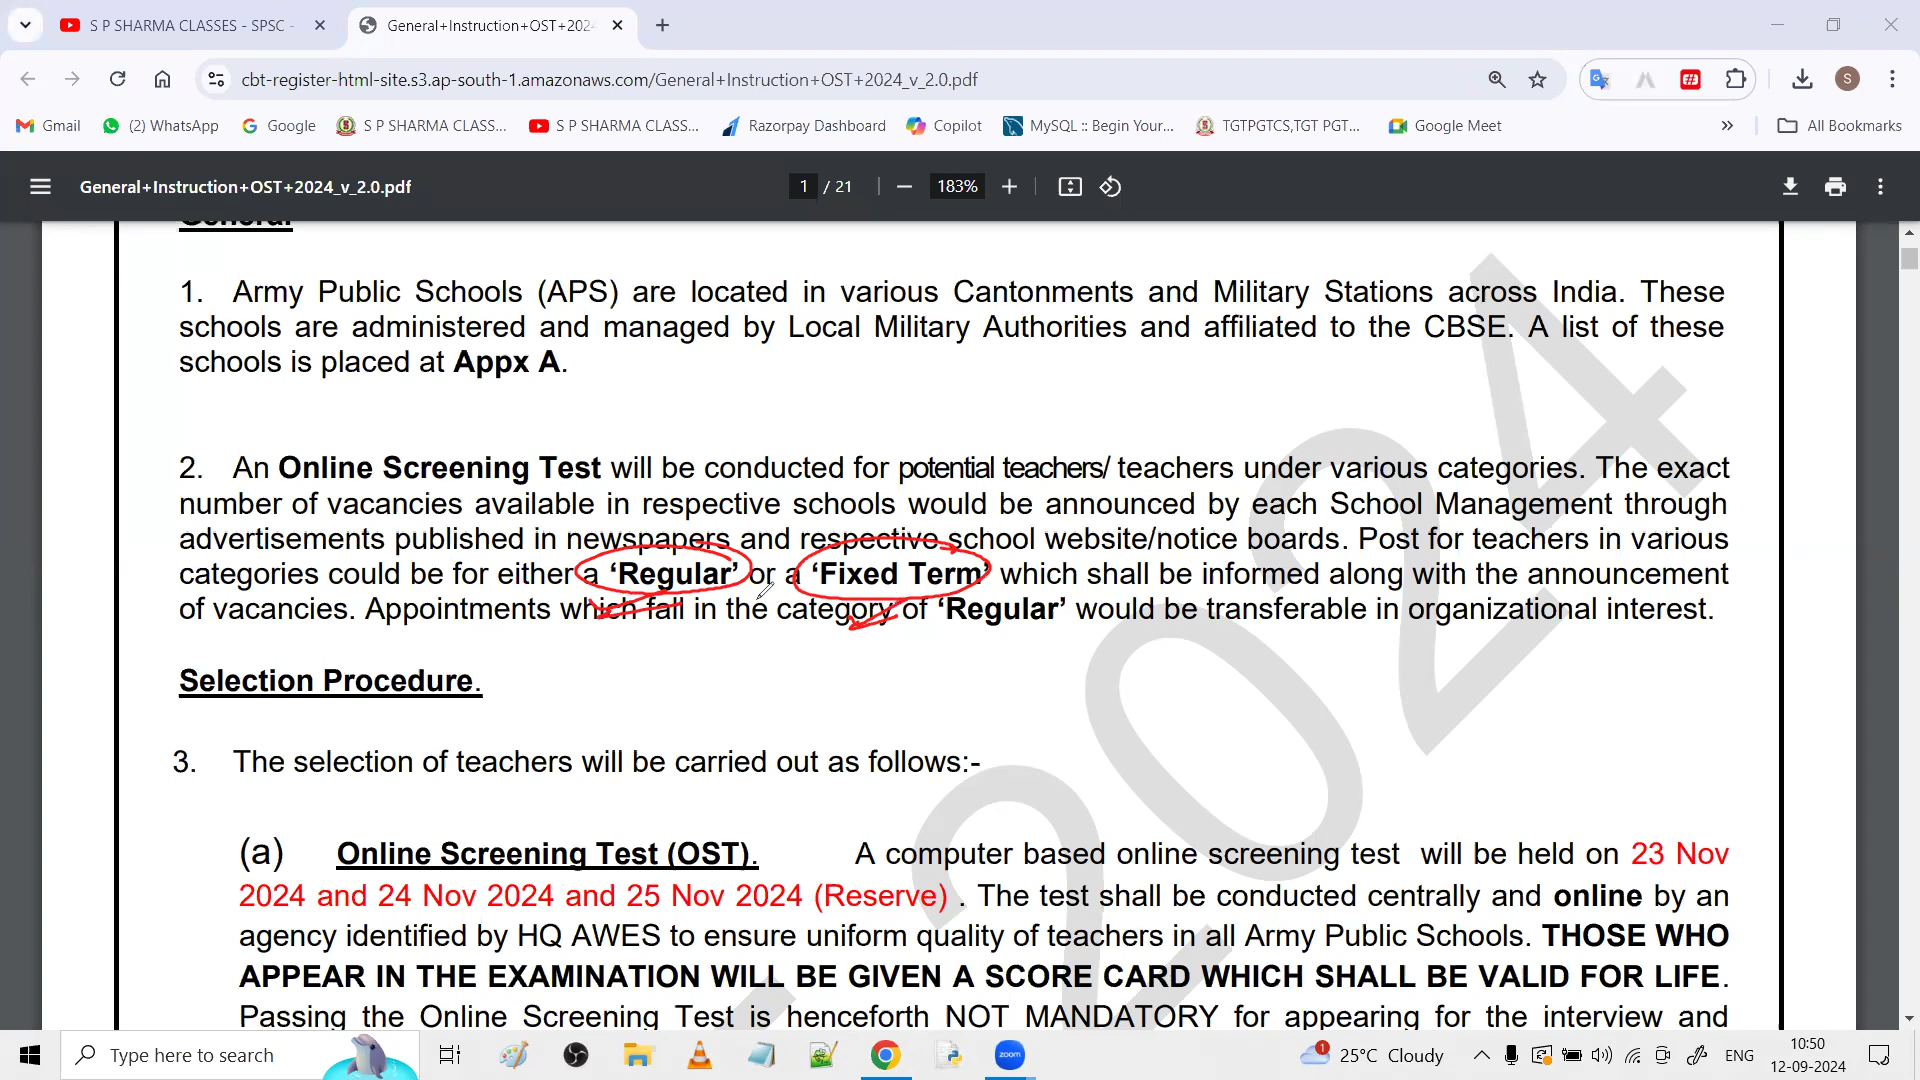 S P SHARMA CLASSES - SPSC -
General+Instruction+OST+202
cbt-register-html-site.s3.ap-south-1.amazonaws.com/General+Instruction+OST+2024_v_2.0.pdf
S
Gmail
(2) WhatsApp
Google
S P SHARMA CLASS...
S P SHARMA CLASS...
Razorpay Dashboard
Copilot
MySQL :: Begin Your...
TGTPGTCS,TGT PGT...
Google Meet
All Bookmarks
General+Instruction+OST+2024_v_2.0.pdf
1 / 21
183%
General
1. Army Public Schools (APS) are located in various Cantonments and Military Stations across India. These
schools are administered and managed by Local Military Authorities and affiliated to the CBSE. A list of these
schools is placed at Appx A.
2. An Online Screening Test will be conducted for potential teachers/ teachers under various categories. The exact
number of vacancies available in respective schools would be announced by each School Management through
advertisements published in newspapers and respective school website/notice boards. Post for teachers in various
categories could be for either a ‘Regular’ or a ‘Fixed Term’ which shall be informed along with the announcement
of vacancies. Appointments which fall in the category of ‘Regular’ would be transferable in organizational interest.
Selection Procedure.
3. The selection of teachers will be carried out as follows:-
(a) Online Screening Test (OST). A computer based online screening test will be held on 23 Nov
2024 and 24 Nov 2024 and 25 Nov 2024 (Reserve) . The test shall be conducted centrally and online by an
agency identified by HQ AWES to ensure uniform quality of teachers in all Army Public Schools. THOSE WHO
APPEAR IN THE EXAMINATION WILL BE GIVEN A SCORE CARD WHICH SHALL BE VALID FOR LIFE.
Passing the Online Screening Test is henceforth NOT MANDATORY for appearing for the interview and
- 2024
Type here to search
zoom
1
25°C Cloudy
ENG
10:50
12-09-2024